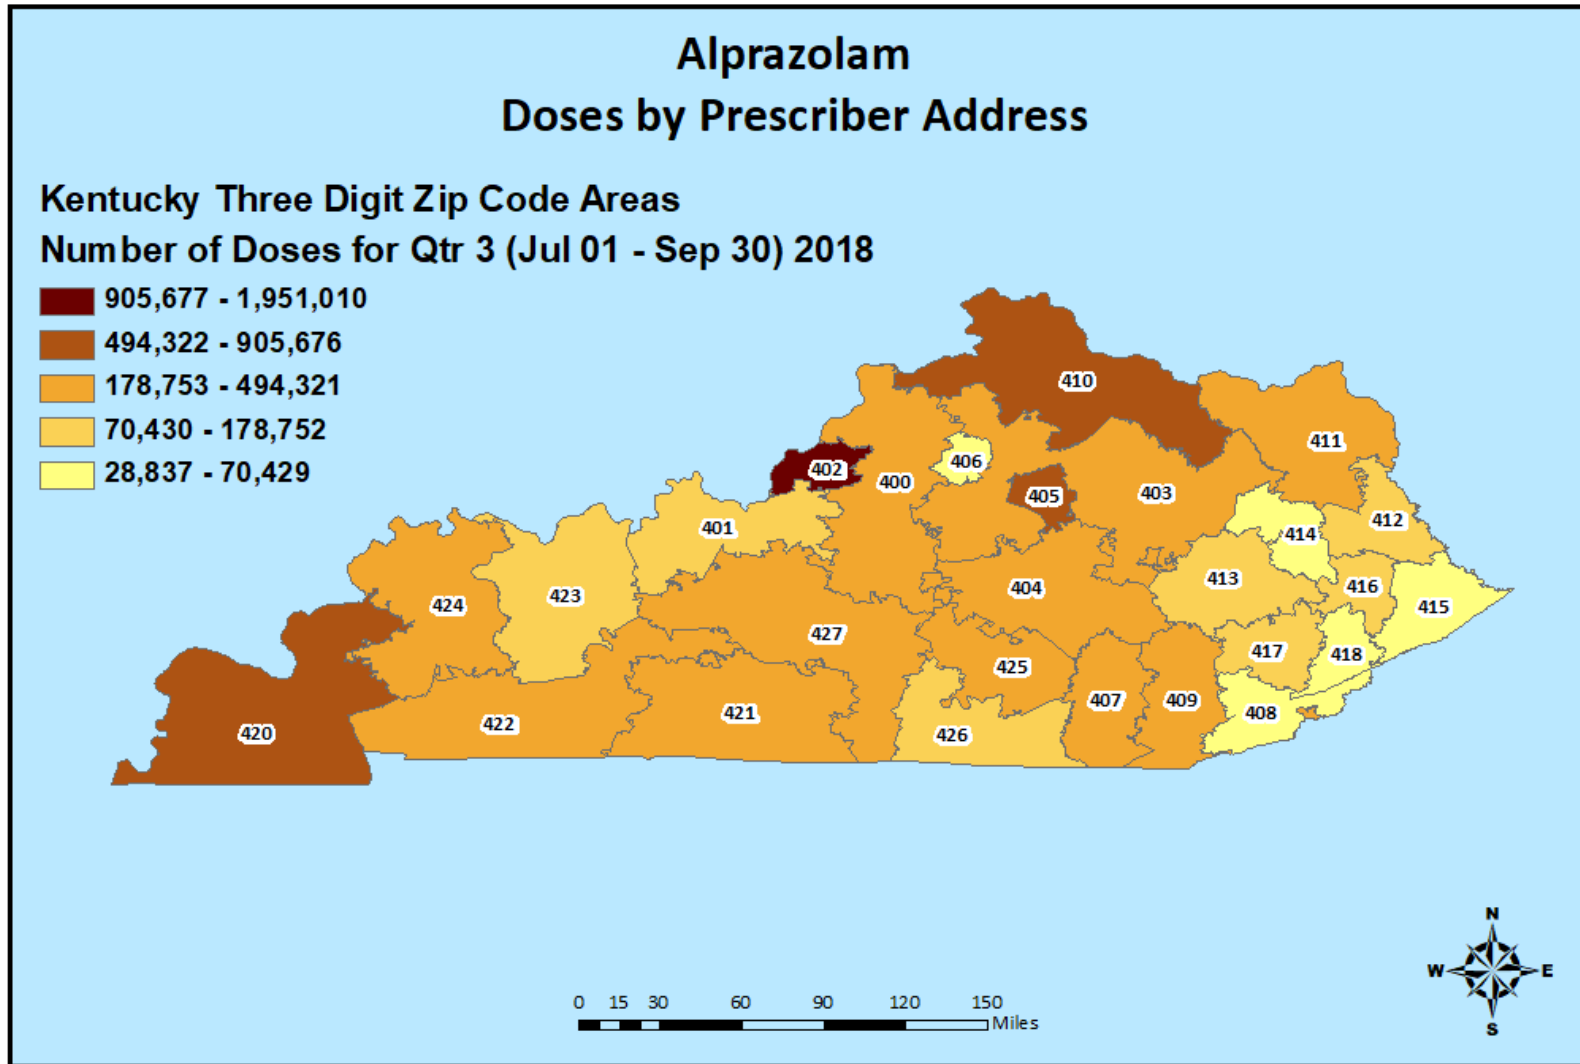 Alprazolam
Doses by Prescriber Address
Kentucky Three Digit Zip Code Areas
Number of Doses for Qtr 3 (Jul 01 - Sep 30) 2018
905,677 - 1,951,010
494,322 - 905,676
178,753 - 494,321
70,430 - 178,752
28,837 - 70,429
410
411
406
402
400
405
403
412
401
414
413
416
404
423
424
415
427
417
418
425
407
409
408
421
422
420
426
N
W
E
S
0 15 30 60 90 120 150
Miles